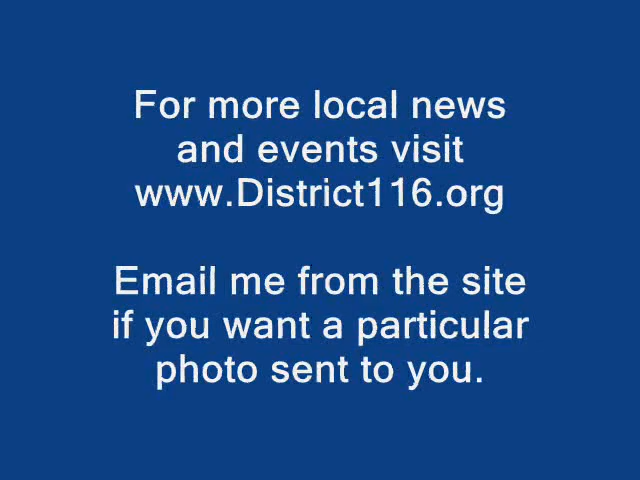 For more local news
and events visit
www.District116.org
Email me from the site
if you want a particular
photo sent to you.